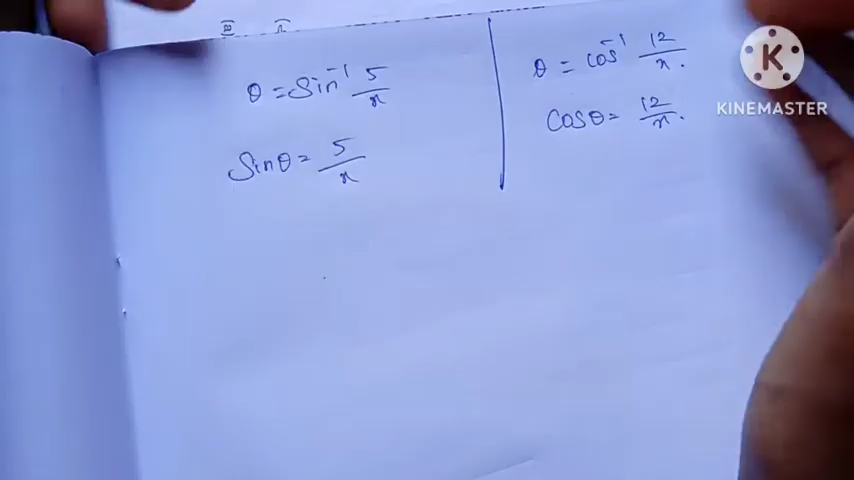 θ = Sin⁻¹ 5/x
Sinθ = 5/x
θ = cos⁻¹ 12/x.
cosθ = 12/x.
K
KINEMASTER